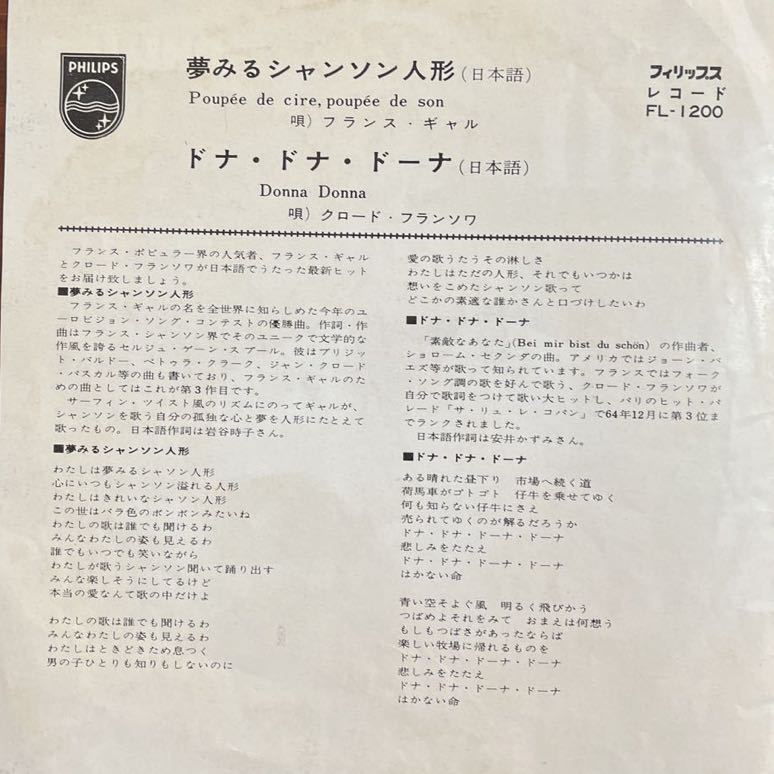 PHILIPS
夢みるシャンソン人形(日本語)
Poupée de cire, poupée de son
唄)フランス・ギャル
ドナ・ドナ・ドーナ(日本語)
Donna Donna
唄)クロード・フランソワ
フィリップス
レコード
FL-1200
フランス・ポピュラー界の人気者、フランス・ギャル
とクロード・フランソワが日本語でうたった最新ヒット
をお届け致しましょう。
■夢みるシャンソン人形
フランス・ギャルの名を全世界に知らしめた今年のユ
ーロビジョン・ソング・コンテストの優勝曲。作詞・作
曲はフランス・シャンソン界でそのユニークで文学的な
作風を誇るセルジュ・ゲーンスブール。彼はブリジッ
ト・バルドー、ペトゥラ・クラーク、ジャン・クロード
・パスカル等の曲も書いており、フランス・ギャルのた
めの曲としてはこれが第3作目です。
サーフィン・ツイスト風のリズムにのってギャルが、
シャンソンを歌う自分の孤独な心と夢を人形にたとえて
歌ったもの。日本語作詞は岩谷時子さん。
■夢みるシャンソン人形
わたしは夢みるシャンソン人形
心にいつもシャンソン溢れる人形
わたしはきれいなシャンソン人形
この世はバラ色のボンボンみたいね
わたしの歌は誰でも聞けるわ
みんなわたしの姿も見えるわ
誰でもいつでも笑いながら
わたしが歌うシャンソン聞いて踊り出す
みんな楽しそうにしてるけど
本当の愛なんて歌の中だけよ
わたしの歌は誰でも聞けるわ
みんなわたしの姿も見えるわ
わたしはときどきため息つく
男の子ひとりも知りもしないのに
愛の歌うたうその淋しさ
わたしはただの人形、それでもいつかは
想いをこめたシャンソン歌って
どこかの素適な誰かさんと口づけしたいわ
■ドナ・ドナ・ドーナ
「素敵なあなた」(Bei mir bist du schön)の作曲者、
ショローム・セクンダの曲。アメリカではジョーン・バ
エズ等が歌って知られています。フランスではフォーク
・ソング調の歌を好んで歌う、クロード・フランソワが
自分で歌詞をつけて歌い大ヒットし、パリのヒット・パ
レード「サ・リュ・レ・コパン」で64年12月に第3位ま
でランクされました。
日本語作詞は安井かずみさん。
■ドナ・ドナ・ドーナ
ある晴れた昼下り　市場へ続く道
荷馬車がゴトゴト　仔牛を乗せてゆく
何も知らない仔牛にさえ
売られてゆくのが解るだろうか
ドナ・ドナ・ドーナ・ドーナ
悲しみをたたえ
ドナ・ドナ・ドーナ・ドーナ
はかない命
青い空そよぐ風　明るく飛びかう
つばめよそれをみて　おまえは何想う
もしもつばさがあったならば
楽しい牧場に帰れるものを
ドナ・ドナ・ドーナ・ドーナ
悲しみをたたえ
ドナ・ドナ・ドーナ・ドーナ
はかない命